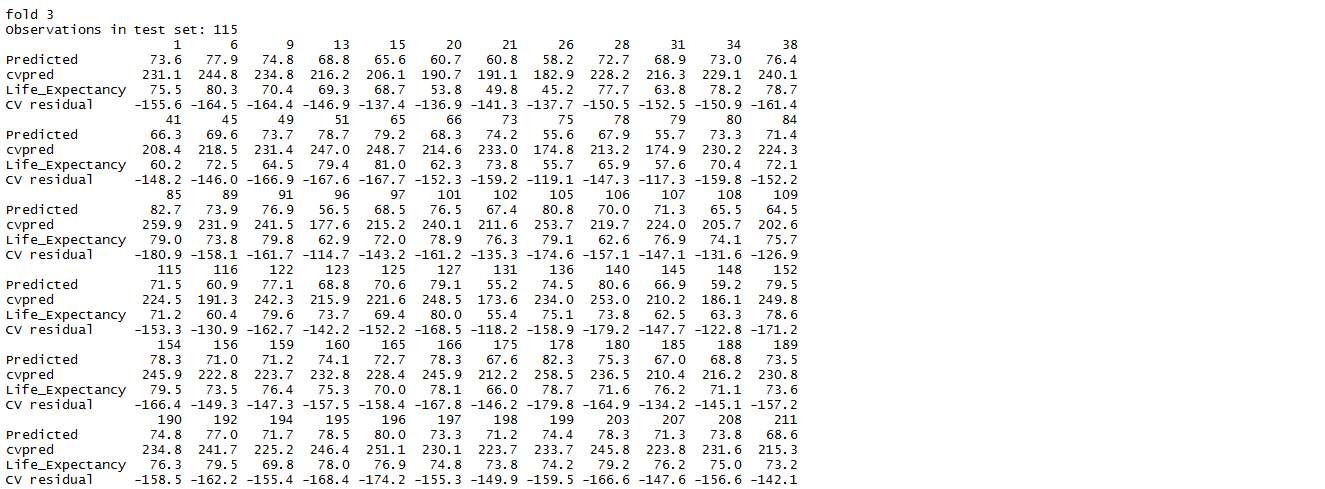 fold 3
Observations in test set: 115
1 6 9 13 15 20 21 26 28 31 34 38
Predicted 73.6 77.9 74.8 68.8 65.6 60.7 60.8 58.2 72.7 68.9 73.0 76.4
cvpred 231.1 244.8 234.8 216.2 206.1 190.7 191.1 182.9 228.2 216.3 229.1 240.1
Life_Expectancy 75.5 80.3 70.4 69.3 68.7 53.8 49.8 45.2 77.7 63.8 78.2 78.7
CV residual -155.6 -164.5 -164.4 -146.9 -137.4 -136.9 -141.3 -137.7 -150.5 -152.5 -150.9 -161.4
41 45 49 51 65 66 73 75 78 79 80 84
Predicted 66.3 69.6 73.7 78.7 79.2 68.3 74.2 55.6 67.9 55.7 73.3 71.4
cvpred 208.4 218.5 231.4 247.0 248.7 214.6 233.0 174.8 213.2 174.9 230.2 224.3
Life_Expectancy 60.2 72.5 64.5 79.4 81.0 62.3 73.8 55.7 65.9 57.6 70.4 72.1
CV residual -148.2 -146.0 -166.9 -167.6 -167.7 -152.3 -159.2 -119.1 -147.3 -117.3 -159.8 -152.2
85 89 91 96 97 101 102 105 106 107 108 109
Predicted 82.7 73.9 76.9 56.5 68.5 76.5 67.4 80.8 70.0 71.3 65.5 64.5
cvpred 259.9 231.9 241.5 177.6 215.2 240.1 211.6 253.7 219.7 224.0 205.7 202.6
Life_Expectancy 79.0 73.8 79.8 62.9 72.0 78.9 76.3 79.1 62.6 76.9 74.1 75.7
CV residual -180.9 -158.1 -161.7 -114.7 -143.2 -161.2 -135.3 -174.6 -157.1 -147.1 -131.6 -126.9
115 116 122 123 125 127 131 136 140 145 148 152
Predicted 71.5 60.9 77.1 68.8 70.6 79.1 55.2 74.5 80.6 66.9 59.2 79.5
cvpred 224.5 191.3 242.3 215.9 221.6 248.5 173.6 234.0 253.0 210.2 186.1 249.8
Life_Expectancy 71.2 60.4 79.6 73.7 69.4 80.0 55.4 75.1 73.8 62.5 63.3 78.6
CV residual -153.3 -130.9 -162.7 -142.2 -152.2 -168.5 -118.2 -158.9 -179.2 -147.7 -122.8 -171.2
154 156 159 160 165 166 175 178 180 185 188 189
Predicted 78.3 71.0 71.2 74.1 72.7 78.3 67.6 82.3 75.3 67.0 68.8 73.5
cvpred 245.9 222.8 223.7 232.8 228.4 245.9 212.2 258.5 236.5 210.4 216.2 230.8
Life_Expectancy 79.5 73.5 76.4 75.3 70.0 78.1 66.0 78.7 71.6 76.2 71.1 73.6
CV residual -166.4 -149.3 -147.3 -157.5 -158.4 -167.8 -146.2 -179.8 -164.9 -134.2 -145.1 -157.2
190 192 194 195 196 197 198 199 203 207 208 211
Predicted 74.8 77.0 71.7 78.5 80.0 73.3 71.2 74.4 78.3 71.3 73.8 68.6
cvpred 234.8 241.7 225.2 246.4 251.1 230.1 223.7 233.7 245.8 223.8 231.6 215.3
Life_Expectancy 76.3 79.5 69.8 78.0 76.9 74.8 73.8 74.2 79.2 76.2 75.0 73.2
CV residual -158.5 -162.2 -155.4 -168.4 -174.2 -155.3 -149.9 -159.5 -166.6 -147.6 -156.6 -142.1